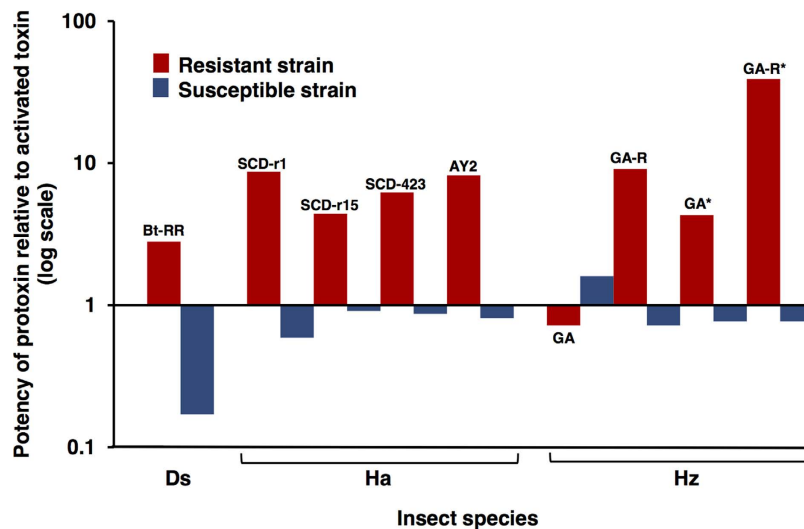 Potency of protoxin relative to activated toxin
(log scale)
100
10
1
0.1
Resistant strain
Susceptible strain
Bt-RR
SCD-r1
SCD-r15
SCD-423
AY2
GA
GA-R
GA*
GA-R*
Ds
Ha
Hz
Insect species